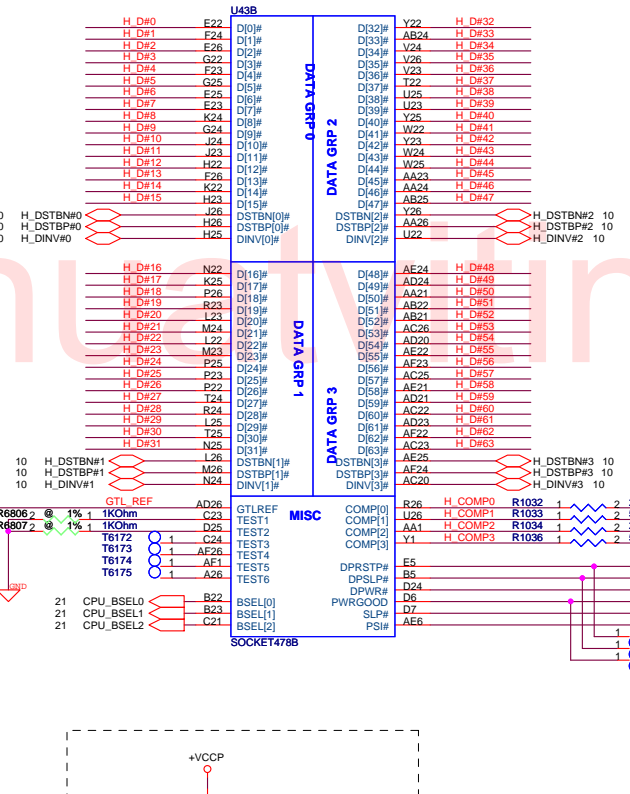 U43B
H_D#0 E22 D[0]# D[32]# Y22 H_D#32
H_D#1 F24 D[1]# D[33]# AB24 H_D#33
H_D#2 E26 D[2]# D[34]# V24 H_D#34
H_D#3 G22 D[3]# D[35]# V26 H_D#35
H_D#4 F23 D[4]# D[36]# V23 H_D#36
H_D#5 G25 D[5]# D[37]# T22 H_D#37
H_D#6 E25 D[6]# D[38]# U25 H_D#38
H_D#7 E23 D[7]# D[39]# U23 H_D#39
H_D#8 K24 D[8]# D[40]# Y25 H_D#40
H_D#9 G24 D[9]# D[41]# W22 H_D#41
H_D#10 J24 D[10]# D[42]# Y23 H_D#42
H_D#11 J23 D[11]# D[43]# W24 H_D#43
H_D#12 H22 D[12]# D[44]# W25 H_D#44
H_D#13 F26 D[13]# D[45]# AA23 H_D#45
H_D#14 K22 D[14]# D[46]# AA24 H_D#46
H_D#15 H23 D[15]# D[47]# AB25 H_D#47
0 H_DSTBN#0 J26 DSTBN[0]# DSTBN[2]# Y26 H_DSTBN#2 10
0 H_DSTBP#0 H26 DSTBP[0]# DSTBP[2]# AA26 H_DSTBP#2 10
0 H_DINV#0 H25 DINV[0]# DINV[2]# U22 H_DINV#2 10
DATA GRP 0
DATA GRP 2
H_D#16 N22 D[16]# D[48]# AE24 H_D#48
H_D#17 K25 D[17]# D[49]# AD24 H_D#49
H_D#18 P26 D[18]# D[50]# AA21 H_D#50
H_D#19 R23 D[19]# D[51]# AB22 H_D#51
H_D#20 L23 D[20]# D[52]# AB21 H_D#52
H_D#21 M24 D[21]# D[53]# AC26 H_D#53
H_D#22 L22 D[22]# D[54]# AD20 H_D#54
H_D#23 M23 D[23]# D[55]# AE22 H_D#55
H_D#24 P25 D[24]# D[56]# AF23 H_D#56
H_D#25 P23 D[25]# D[57]# AC25 H_D#57
H_D#26 P22 D[26]# D[58]# AE21 H_D#58
H_D#27 T24 D[27]# D[59]# AD21 H_D#59
H_D#28 R24 D[28]# D[60]# AC22 H_D#60
H_D#29 L25 D[29]# D[61]# AD23 H_D#61
H_D#30 T25 D[30]# D[62]# AF22 H_D#62
H_D#31 N25 D[31]# D[63]# AC23 H_D#63
10 H_DSTBN#1 L26 DSTBN[1]# DSTBN[3]# AE25 H_DSTBN#3 10
10 H_DSTBP#1 M26 DSTBP[1]# DSTBP[3]# AF24 H_DSTBP#3 10
10 H_DINV#1 N24 DINV[1]# DINV[3]# AC20 H_DINV#3 10
DATA GRP 1
DATA GRP 3
MISC
GTL_REF AD26 GTLREF COMP[0] R26 H_COMP0 R1032 1 2
R6806 2 @ 1% 1 1KOhm C23 TEST1 COMP[1] U26 H_COMP1 R1033 1 2
R6807 2 @ 1% 1 1KOhm D25 TEST2 COMP[2] AA1 H_COMP2 R1034 1 2
T6172 1 C24 TEST3 COMP[3] Y1 H_COMP3 R1036 1 2
T6173 1 AF26 TEST4
T6174 1 AF1 TEST5 DPRSTP# E5
T6175 1 A26 TEST6 DPSLP# B5
DPWR# D24
GND
21 CPU_BSEL0 B22 BSEL[0] PWRGOOD D6
21 CPU_BSEL1 B23 BSEL[1] SLP# D7
21 CPU_BSEL2 C21 BSEL[2] PSI# AE6
1
1
1
SOCKET478B
+VCCP